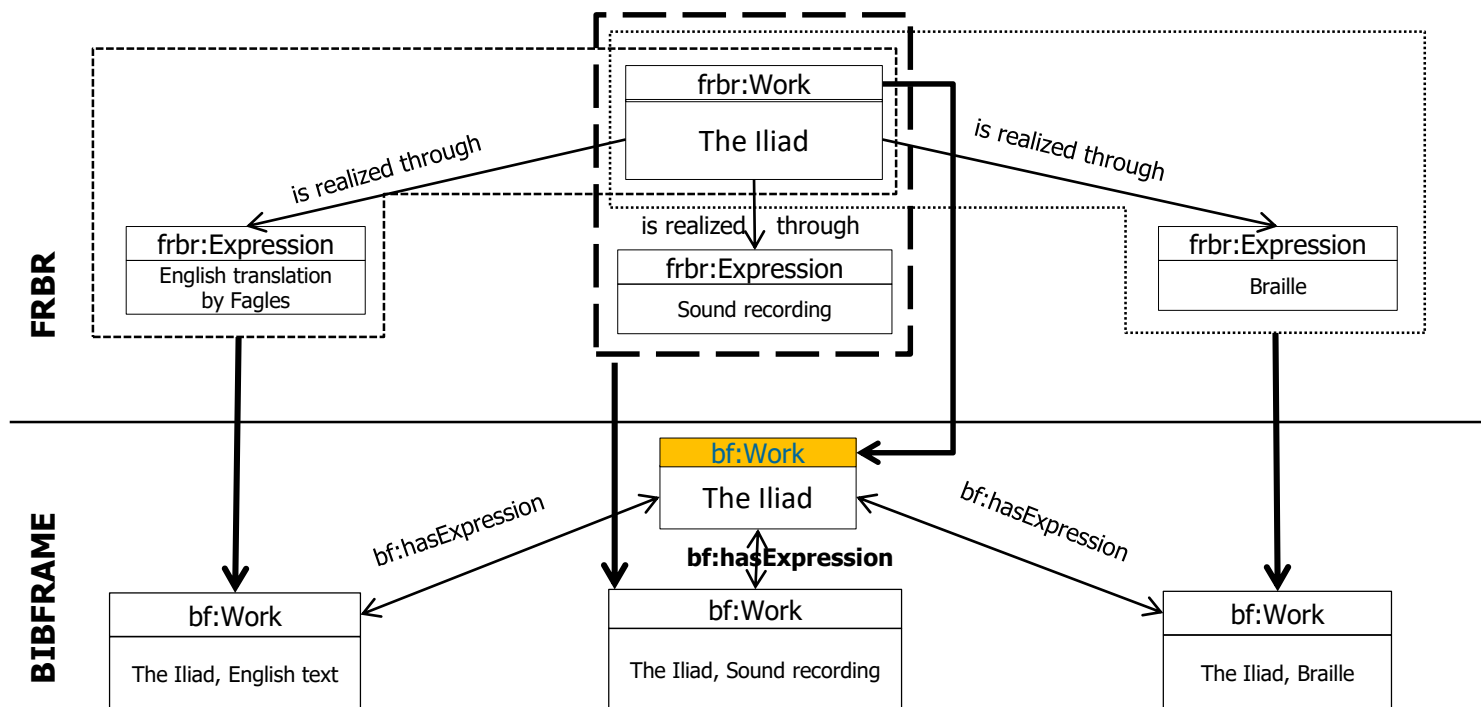 FRBR
frbr:Work
The Iliad
is realized through
is realized through
is realized through
frbr:Expression
English translation
by Fagles
frbr:Expression
Sound recording
frbr:Expression
Braille
BIBFRAME
bf:Work
The Iliad
bf:hasExpression
bf:hasExpression
bf:hasExpression
bf:Work
The Iliad, English text
bf:Work
The Iliad, Sound recording
bf:Work
The Iliad, Braille